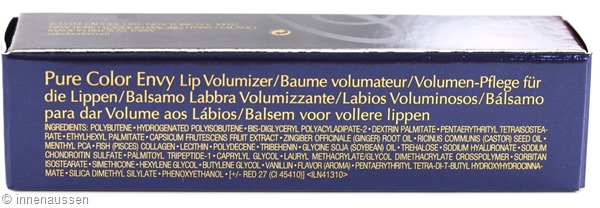 Pure Color Envy Lip Volumizer/Baume volumateur/Volumen-Pflege für
die Lippen/Balsamo Labbra Volumizzante/Labios Voluminosos/Bálsamo
para dar Volume aos Lábios/Balsem voor vollere lippen
INGREDIENTS: POLYBUTENE • HYDROGENATED POLYISOBUTENE • BIS-DIGLYCERYL POLYACYLADIPATE-2 • DEXTRIN PALMITATE • PENTAERYTHRITYL TETRAISOSTEA-
RATE • ETHYLHEXYL PALMITATE • CAPSICUM FRUTESCENS FRUIT EXTRACT • ZINGIBER OFFICINALE (GINGER) ROOT OIL • RICINUS COMMUNIS (CASTOR) SEED OIL •
MENTHYL PCA • FISH (PISCES) COLLAGEN • LECITHIN • POLYDECENE • TRIBEHENIN • GLYCINE SOJA (SOYBEAN) OIL • TREHALOSE • SODIUM HYALURONATE • SODIUM
CHONDROITIN SULFATE • PALMITOYL TRIPEPTIDE-1 • CAPRYLYL GLYCOL • LAURYL METHACRYLATE/GLYCOL DIMETHACRYLATE CROSSPOLYMER • SORBITAN
ISOSTEARATE • SIMETHICONE • HEXYLENE GLYCOL • BUTYLENE GLYCOL • VANILLIN • FLAVOR (AROMA) • PENTAERYTHRITYL TETRA-DI-T-BUTYL HYDROXYHYDROCINNA-
MATE • SILICA DIMETHYL SILYLATE • PHENOXYETHANOL • [+/- RED 27 (CI 45410)] <ILN41310>
© innenaussen